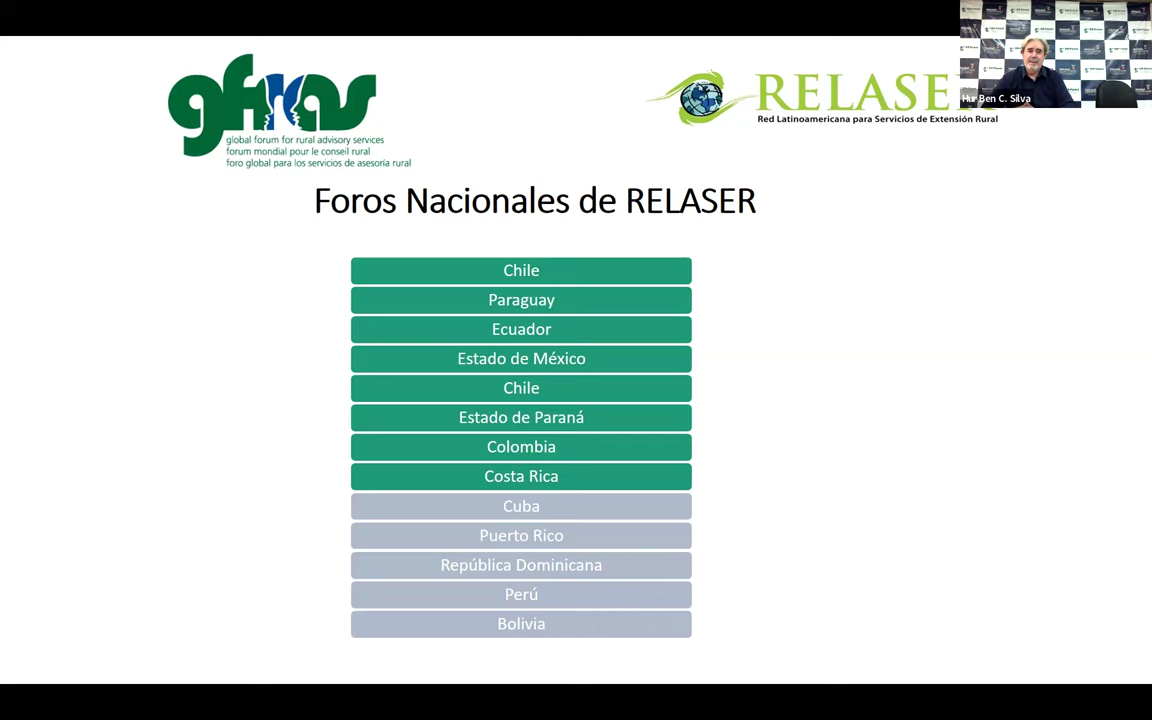 gfras
global forum for rural advisory services
forum mondial pour le conseil rural
foro global para los servicios de asesoría rural
RELASE
Red Latinoamericana para Servicios de Extensión Rural
Hur Ben C. Silva
Foros Nacionales de RELASER
Chile
Paraguay
Ecuador
Estado de México
Chile
Estado de Paraná
Colombia
Costa Rica
Cuba
Puerto Rico
República Dominicana
Perú
Bolivia